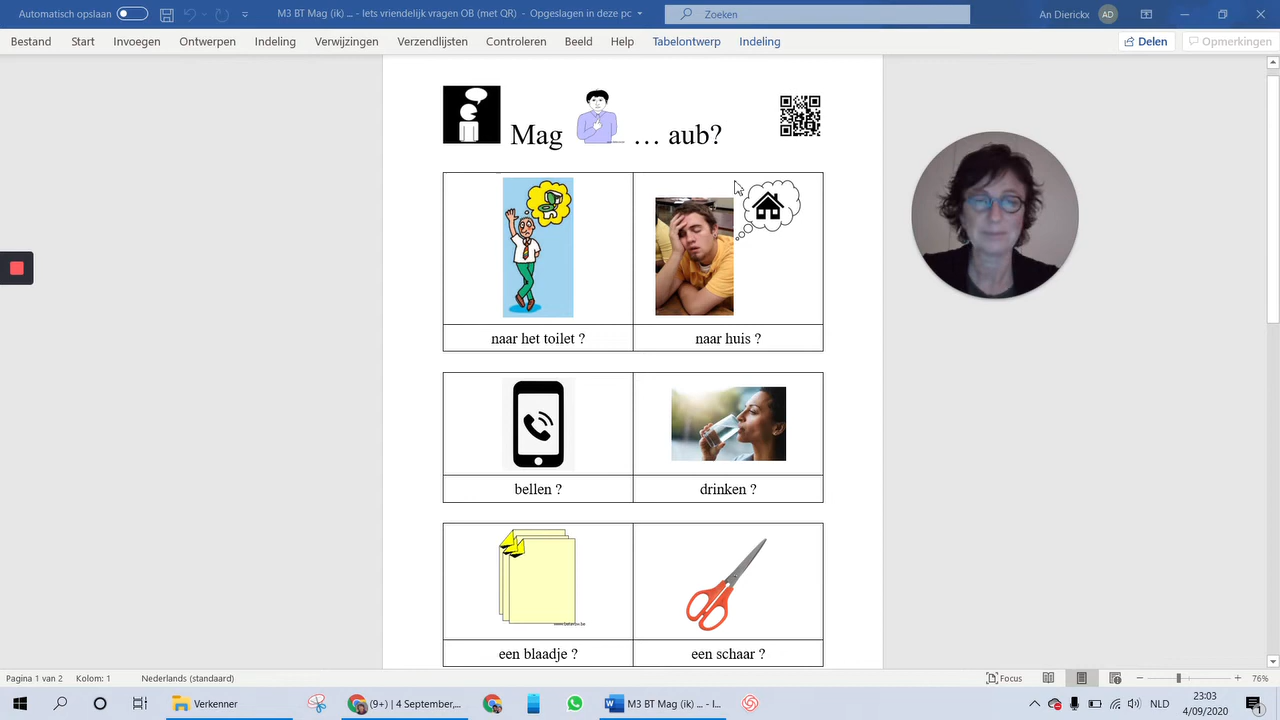 Automatisch opslaan
M3 BT Mag (ik) ... - Iets vriendelijk vragen OB (met QR) - Opgeslagen in deze pc
Zoeken
An Dierickx
AD
Bestand Start Invoegen Ontwerpen Indeling Verwijzingen Verzendlijsten Controleren Beeld Help Tabelontwerp Indeling
Delen
Opmerkingen
Mag … aub?
naar het toilet ?
naar huis ?
bellen ?
drinken ?
een blaadje ?
een schaar ?
Pagina 1 van 2 Kolom: 1 Nederlands (standaard)
Focus
76%
Verkenner
(9+) | 4 September,...
M3 BT Mag (ik) ... - I...
NLD
23:03
4/09/2020
1